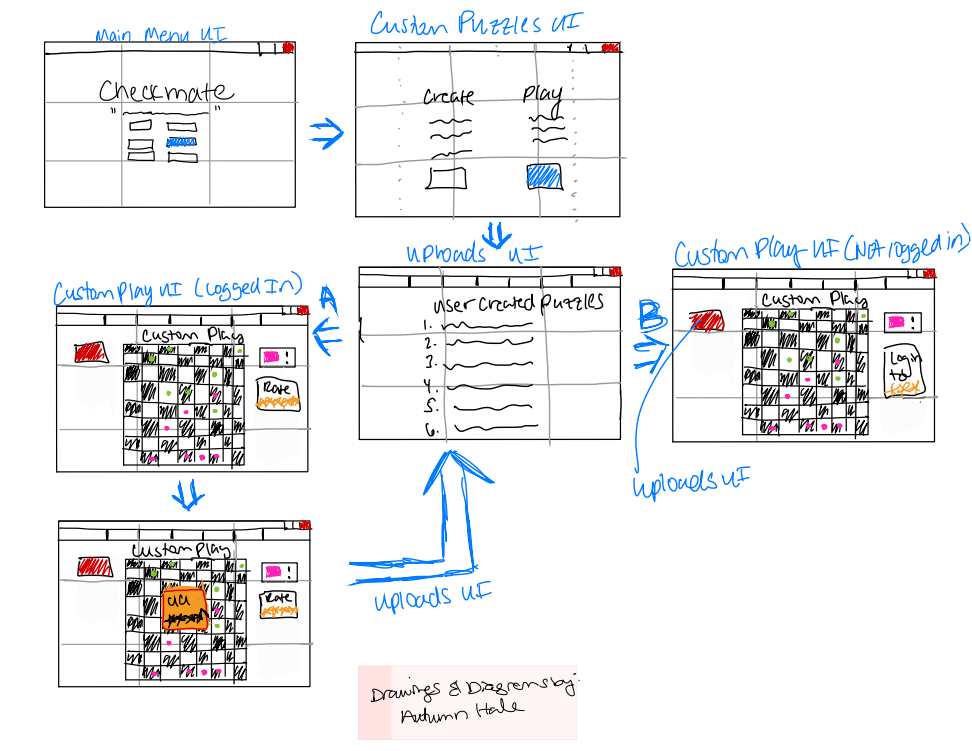 Main Menu UI
Checkmate
" "
Custom Puzzles UI
Create Play
Uploads UI
User Created Puzzles
1.
2.
3.
4.
5.
6.
Custom Play UI (Logged In)
A
Custom Play
!
Rate
B
Custom Play UI (Not logged in)
Custom Play
!
Login
to
Uploads UI
Custom Play
!
Rate
Uploads UI
Drawings & Diagrams by:
Autumn Hale